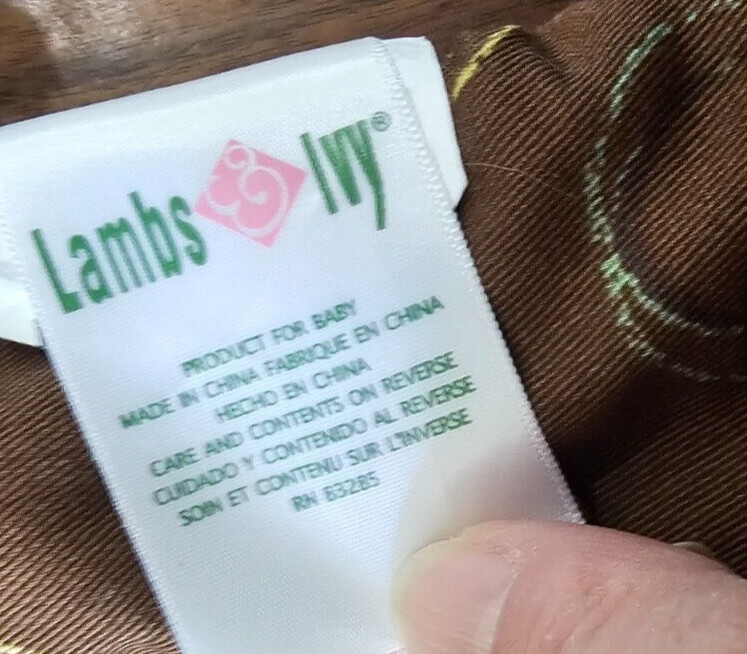 Lambs & Ivy®
PRODUCT FOR BABY
MADE IN CHINA FABRIQUE EN CHINA
HECHO EN CHINA
CARE AND CONTENTS ON REVERSE
CUIDADO Y CONTENIDO AL REVERSE
SOIN ET CONTENU SUR L'INVERSE
RN 83285